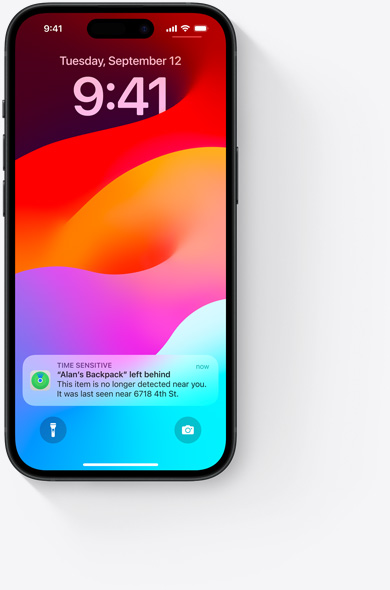 9:41
Tuesday, September 12
9:41
TIME SENSITIVE
now
“Alan’s Backpack” left behind
This item is no longer detected near you.
It was last seen near 6718 4th St.